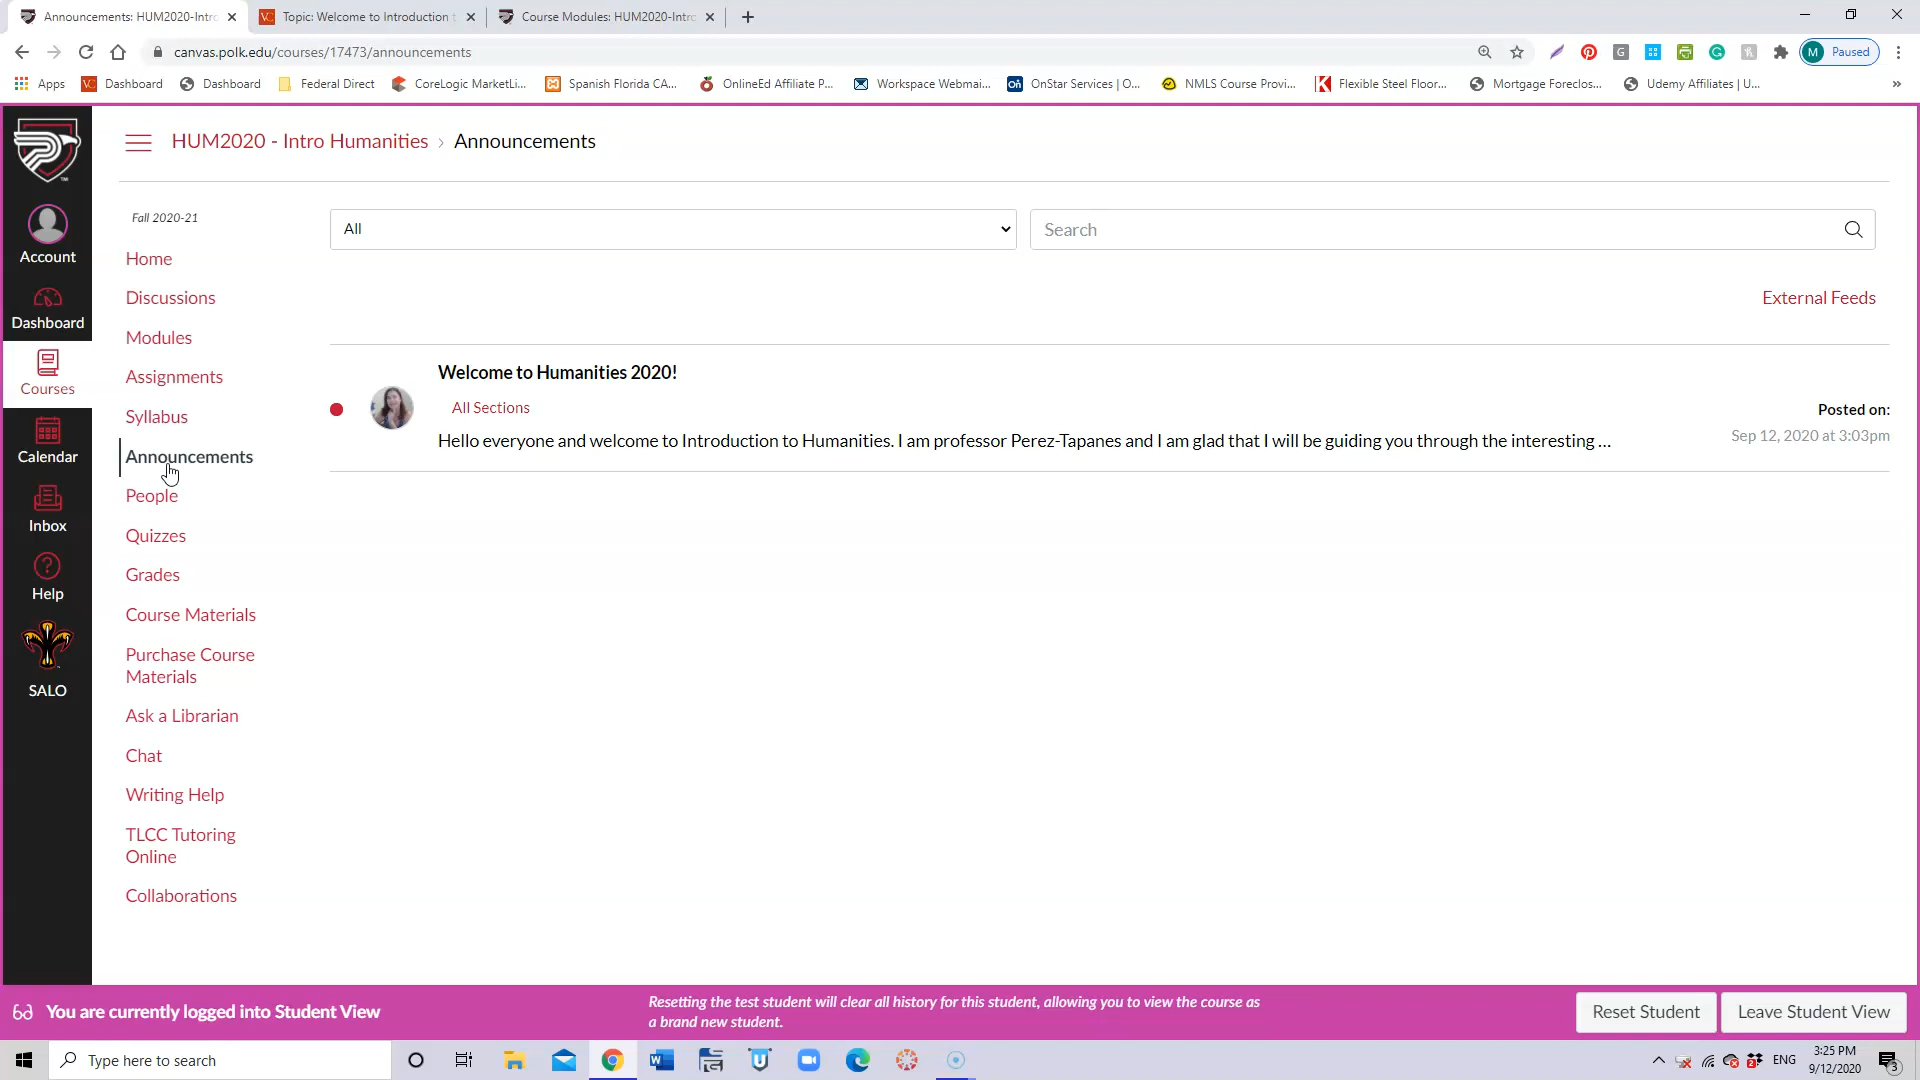 Announcements: HUM2020-Intro
Topic: Welcome to Introduction t
Course Modules: HUM2020-Intro
canvas.polk.edu/courses/17473/announcements
Paused
Apps
Dashboard
Dashboard
Federal Direct
CoreLogic MarketLi...
Spanish Florida CA...
OnlineEd Affiliate P...
Workspace Webmai...
OnStar Services | O...
NMLS Course Provi...
Flexible Steel Floor...
Mortgage Foreclos...
Udemy Affiliates | U...
HUM2020 - Intro Humanities › Announcements
Fall 2020-21
Account
Dashboard
Courses
Calendar
Inbox
Help
SALO
Home
Discussions
Modules
Assignments
Syllabus
Announcements
People
Quizzes
Grades
Course Materials
Purchase Course
Materials
Ask a Librarian
Chat
Writing Help
TLCC Tutoring
Online
Collaborations
All
Search
External Feeds
Welcome to Humanities 2020!
All Sections
Hello everyone and welcome to Introduction to Humanities. I am professor Perez-Tapanes and I am glad that I will be guiding you through the interesting ...
Posted on:
Sep 12, 2020 at 3:03pm
You are currently logged into Student View
Resetting the test student will clear all history for this student, allowing you to view the course as
a brand new student.
Reset Student
Leave Student View
Type here to search
ENG
3:25 PM
9/12/2020